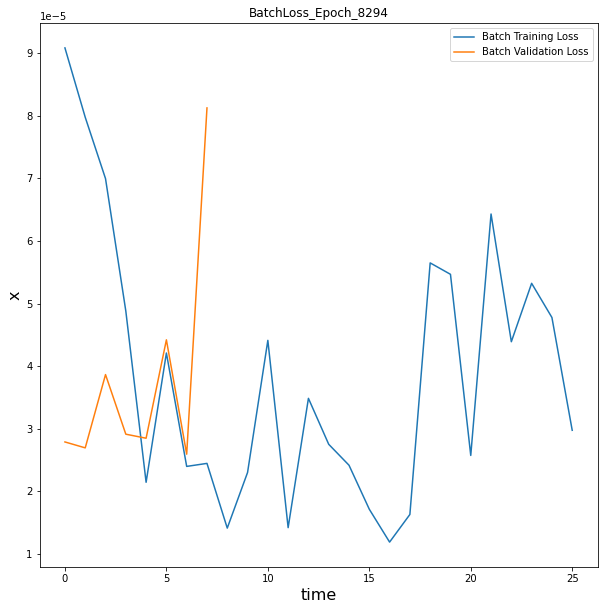 BatchLoss_Epoch_8294
1e−5
Batch Training Loss
Batch Validation Loss
9
8
7
6
5
4
3
2
1
x
0 5 10 15 20 25
time